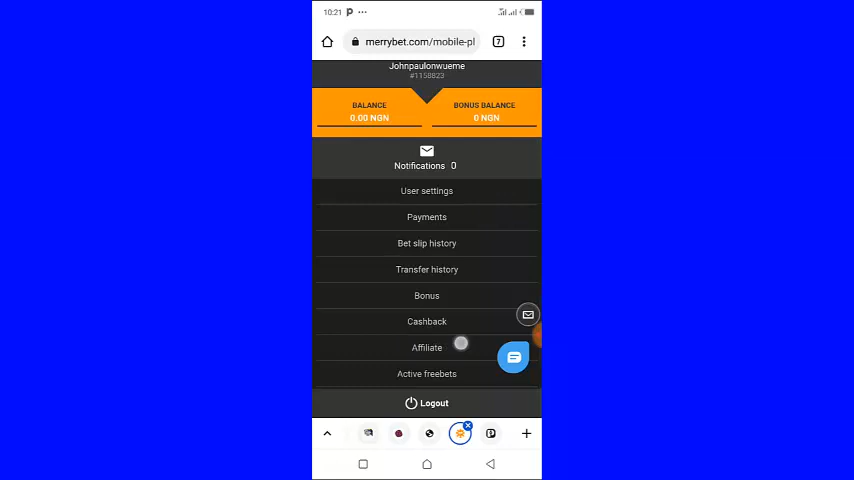 10:21
merrybet.com/mobile-pl
7
Johnpaulonwueme
#1158823
BALANCE
0.00 NGN
BONUS BALANCE
0 NGN
Notifications 0
User settings
Payments
Bet slip history
Transfer history
Bonus
Cashback
Affiliate
Active freebets
Logout